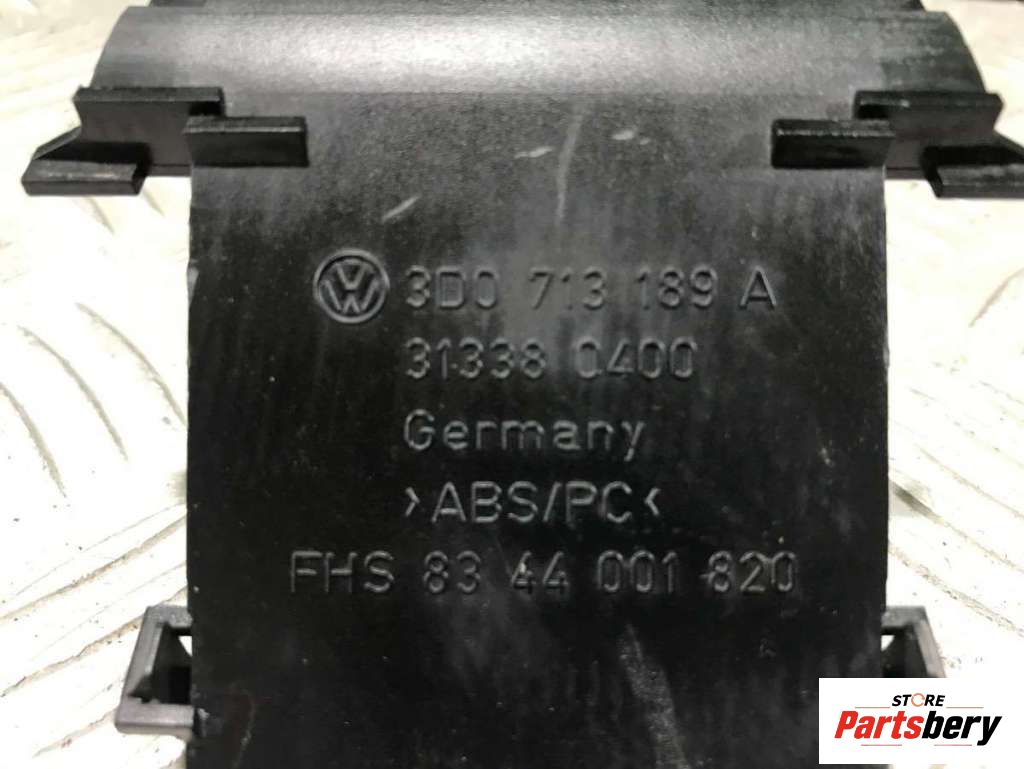 3D0 713 189 A
31338 0400
Germany
>ABS/PC<
FHS 83 44 001 820
STORE
Partsbery